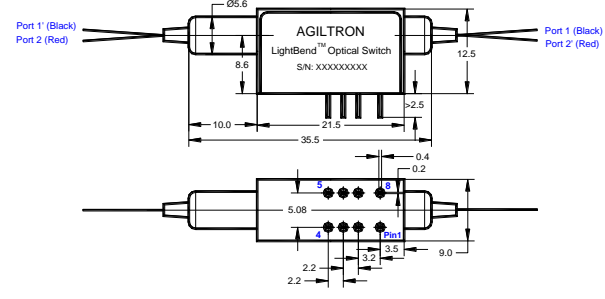 Ø5.6
Port 1' (Black)
Port 2 (Red)
AGILTRON
LightBend™ Optical Switch
S/N: XXXXXXXXX
Port 1 (Black)
Port 2' (Red)
12.5
8.6
>2.5
10.0
21.5
35.5
0.4
0.2
5
8
5.08
4
Pin1
3.5
9.0
3.2
2.2
2.2